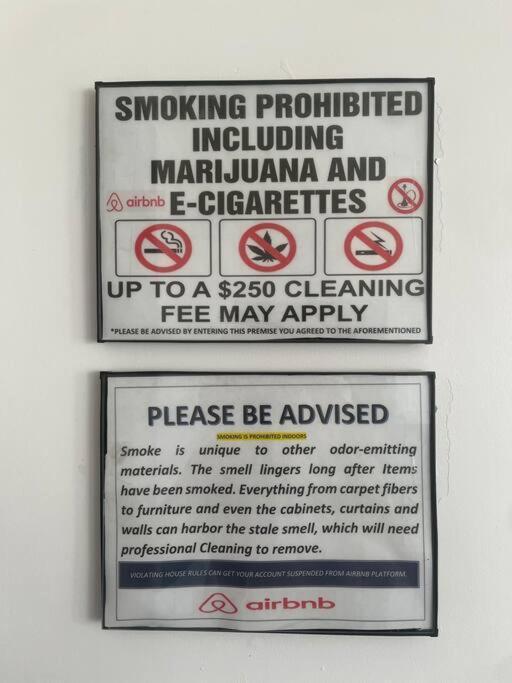 SMOKING PROHIBITED
INCLUDING
MARIJUANA AND
airbnb E-CIGARETTES
UP TO A $250 CLEANING
FEE MAY APPLY
*PLEASE BE ADVISED BY ENTERING THIS PREMISE YOU AGREED TO THE AFOREMENTIONED
PLEASE BE ADVISED
SMOKING IS PROHIBITED INDOORS
Smoke is unique to other odor-emitting
materials. The smell lingers long after Items
have been smoked. Everything from carpet fibers
to furniture and even the cabinets, curtains and
walls can harbor the stale smell, which will need
professional Cleaning to remove.
VIOLATING HOUSE RULES CAN GET YOUR ACCOUNT SUSPENDED FROM AIRBNB PLATFORM.
airbnb